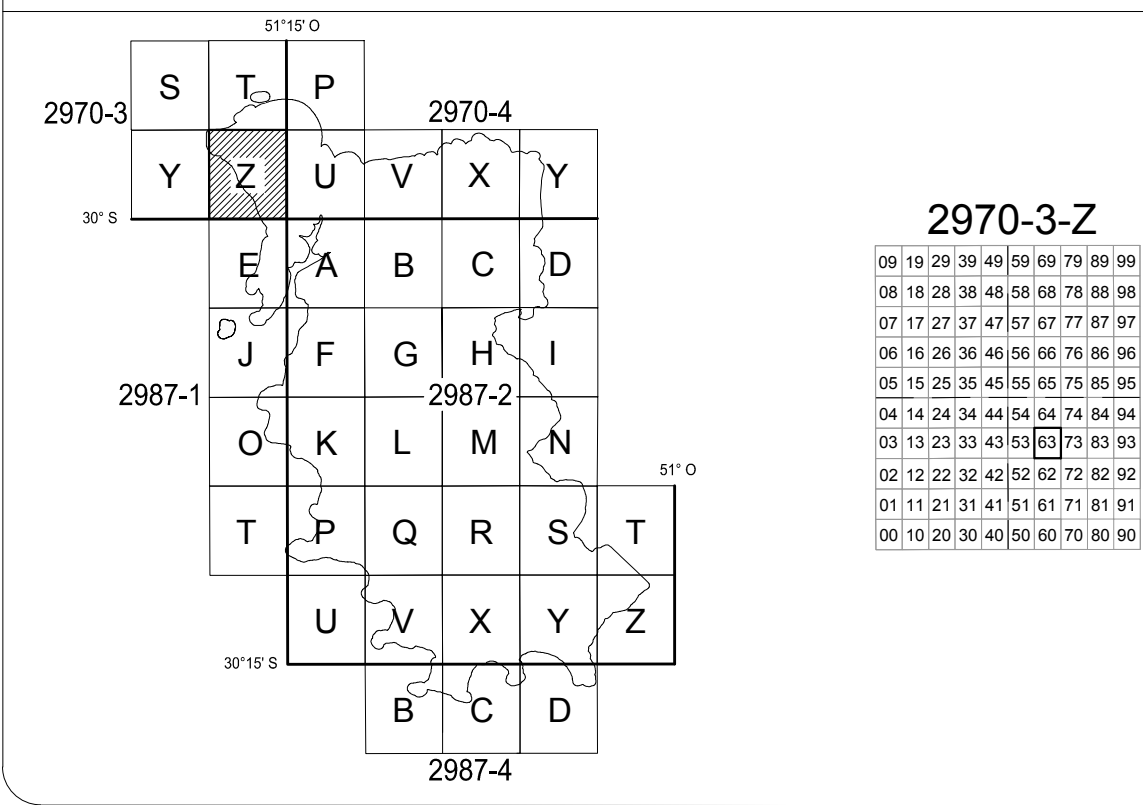 51°15' O
S T P
2970-3 2970-4
Y Z U V X Y
30° S
E A B C D
J F G H I
2987-1 2987-2
O K L M N
51° O
T P Q R S T
U V X Y Z
30°15' S
B C D
2987-4
2970-3-Z
09 19 29 39 49 59 69 79 89 99
08 18 28 38 48 58 68 78 88 98
07 17 27 37 47 57 67 77 87 97
06 16 26 36 46 56 66 76 86 96
05 15 25 35 45 55 65 75 85 95
04 14 24 34 44 54 64 74 84 94
03 13 23 33 43 53 63 73 83 93
02 12 22 32 42 52 62 72 82 92
01 11 21 31 41 51 61 71 81 91
00 10 20 30 40 50 60 70 80 90